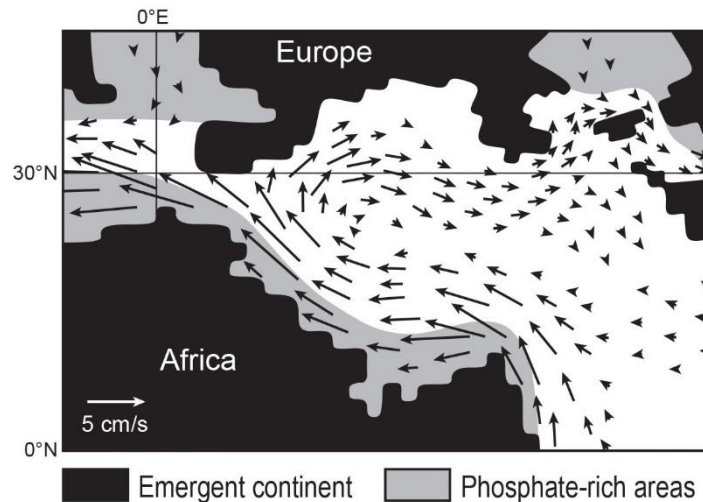 0°E
Europe
30°N
Africa
5 cm/s
0°N
Emergent continent
Phosphate-rich areas